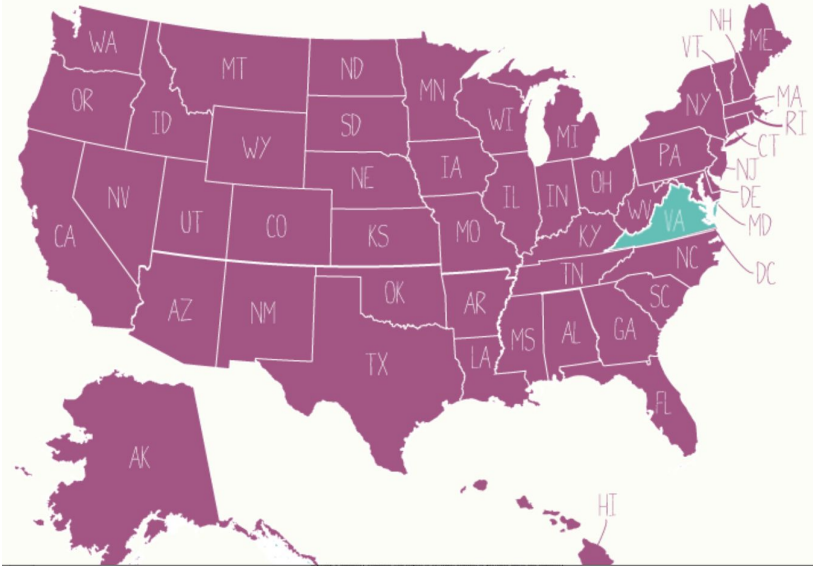 NH
VT
ME
WA
MT
ND
MN
OR
ID
SD
WI
MI
NY
MA
RI
CT
WY
IA
PA
NJ
NE
IL
IN
OH
DE
NV
UT
CO
KS
MO
KY
WV
VA
MD
CA
DC
NC
TN
OK
AZ
NM
AR
SC
MS
AL
GA
TX
LA
FL
AK
HI